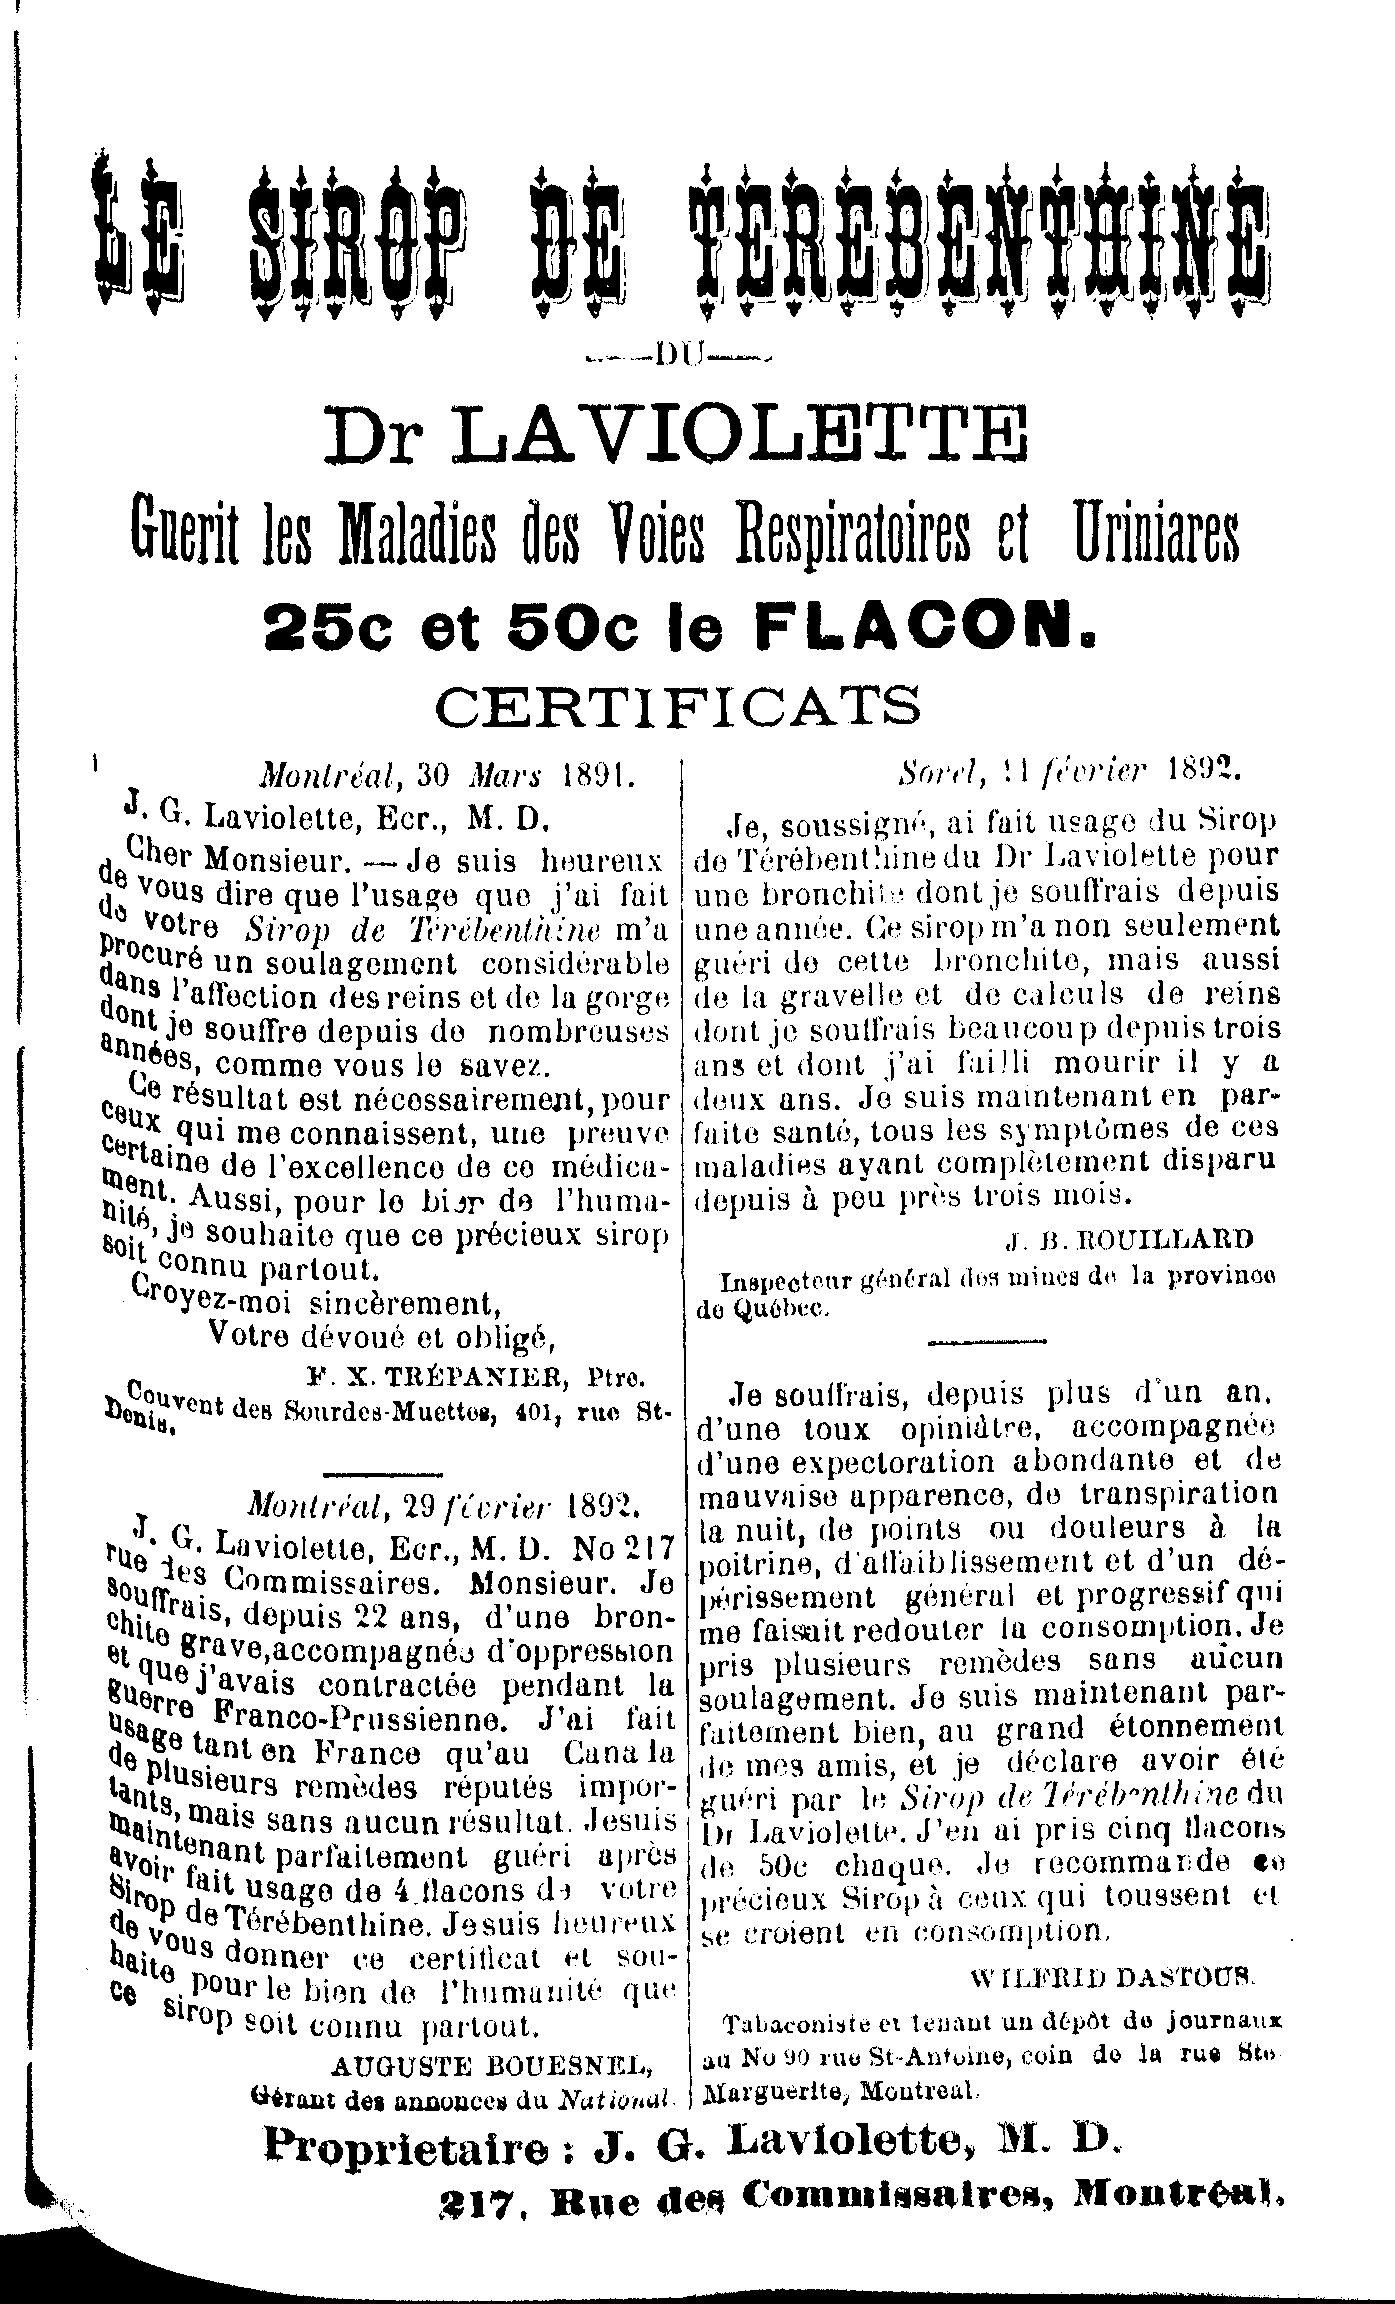 LE SIROP DE TEREBENTHINE
DU
Dr LAVIOLETTE
Guerit les Maladies des Voies Respiratoires et Uriniares
25c et 50c le FLACON.
CERTIFICATS
Montréal, 30 Mars 1891.
J. G. Laviolette, Ecr., M. D.
Cher Monsieur. — Je suis heureux
de vous dire que l'usage que j'ai fait
de votre Sirop de Térébenthine m'a
procuré un soulagement considérable
dans l'affection des reins et de la gorge
dont je souffre depuis de nombreuses
années, comme vous le savez.
Ce résultat est nécessairement, pour
ceux qui me connaissent, une preuve
certaine de l'excellence de ce médica-
ment. Aussi, pour le bien de l'huma-
nité, je souhaite que ce précieux sirop
soit connu partout.
Croyez-moi sincèrement,
Votre dévoué et obligé,
F. X. TRÉPANIER, Ptre.
Couvent des Sourdes-Muettes, 401, rue St-
Denis.
Montréal, 29 février 1892.
J. G. Laviolette, Ecr., M. D. No 217
rue des Commissaires. Monsieur. Je
souffrais, depuis 22 ans, d'une bron-
chite grave, accompagnée d'oppression
et que j'avais contractée pendant la
guerre Franco-Prussienne. J'ai fait
usage tant en France qu'au Canada
de plusieurs remèdes réputés impor-
tants, mais sans aucun résultat. Je suis
maintenant parfaitement guéri après
avoir fait usage de 4 flacons de votre
Sirop de Térébenthine. Je suis heureux
de vous donner ce certificat et sou-
haite pour le bien de l'humanité que
ce sirop soit connu partout.
AUGUSTE BOUESNEL,
Gérant des annonces du National.
Sorel, 11 février 1892.
Je, soussigné, ai fait usage du Sirop
de Térébenthine du Dr Laviolette pour
une bronchite dont je souffrais depuis
une année. Ce sirop m'a non seulement
guéri de cette bronchite, mais aussi
de la gravelle et de calculs de reins
dont je souffrais beaucoup depuis trois
ans et dont j'ai failli mourir il y a
deux ans. Je suis maintenant en par-
faite santé, tous les symptômes de ces
maladies ayant complètement disparu
depuis à peu près trois mois.
J. B. ROUILLARD
Inspecteur général des mines de la province
de Québec.
Je souffrais, depuis plus d'un an,
d'une toux opiniâtre, accompagnée
d'une expectoration abondante et de
mauvaise apparence, de transpiration
la nuit, de points ou douleurs à la
poitrine, d'affaiblissement et d'un dé-
périssement général et progressif qui
me faisait redouter la consomption. Je
pris plusieurs remèdes sans aucun
soulagement. Je suis maintenant par-
faitement bien, au grand étonnement
de mes amis, et je déclare avoir été
guéri par le Sirop de Térébenthine du
Dr Laviolette. J'en ai pris cinq flacons
de 50c chaque. Je recommande ce
précieux Sirop à ceux qui toussent et
se croient en consomption.
WILFRID DASTOUS.
Tabaconiste et tenant un dépôt de journaux
au No 90 rue St-Antoine, coin de la rue Ste
Marguerite, Montreal.
Proprietaire : J. G. Laviolette, M. D.
217, Rue des Commissaires, Montréal.